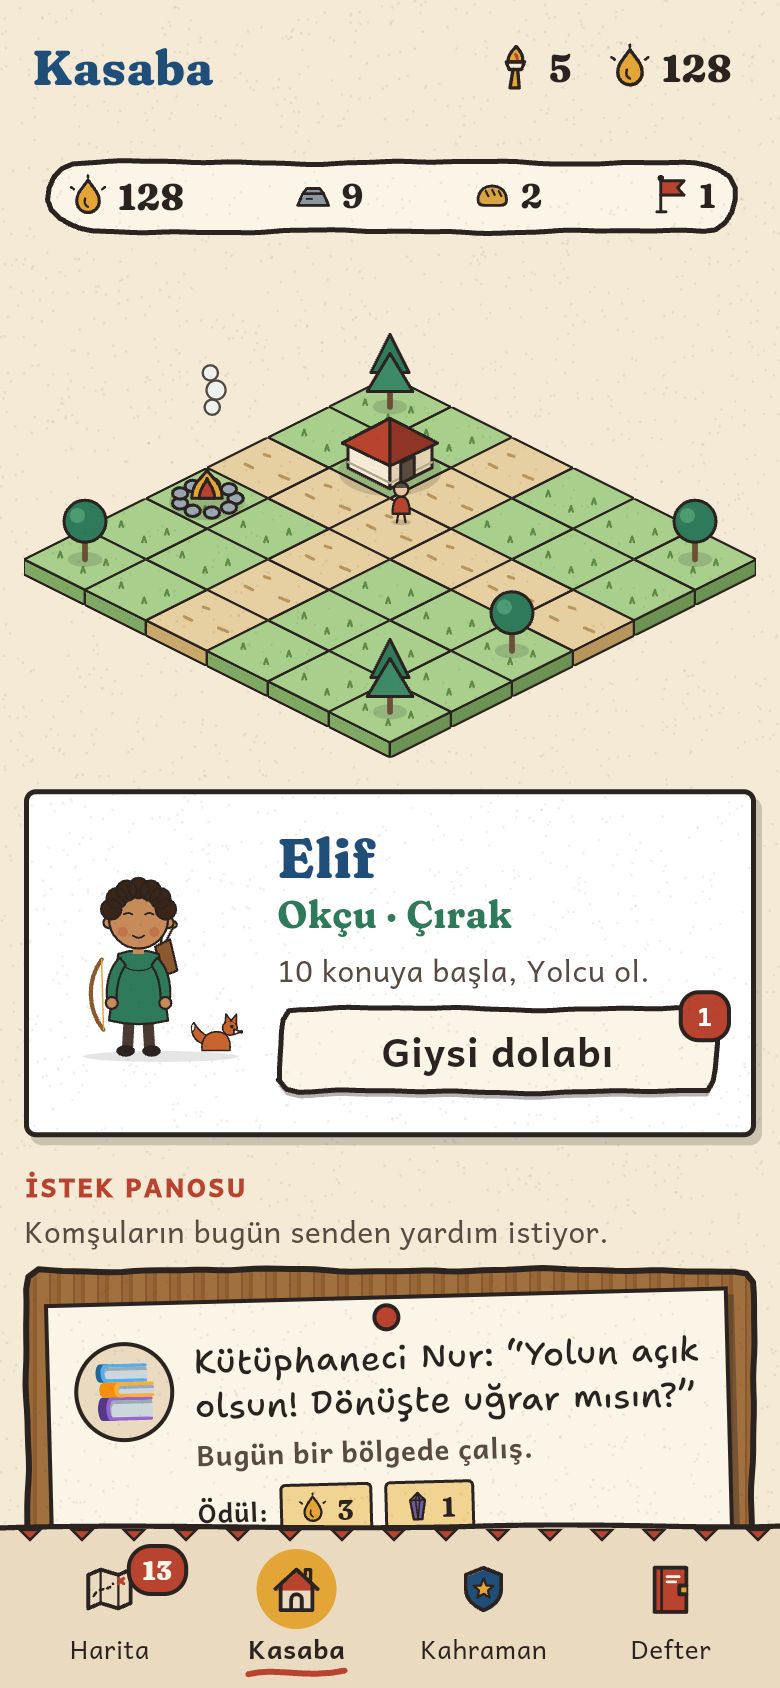 Kasaba
5
128
128
9
2
1
Elif
Okçu • Çırak
10 konuya başla, Yolcu ol.
1
Giysi dolabı
İSTEK PANOSU
Komşuların bugün senden yardım istiyor.
Kütüphaneci Nur: “Yolun açık
olsun! Dönüşte uğrar mısın?”
Bugün bir bölgede çalış.
Ödül: 3 1
13
Harita
Kasaba
Kahraman
Defter